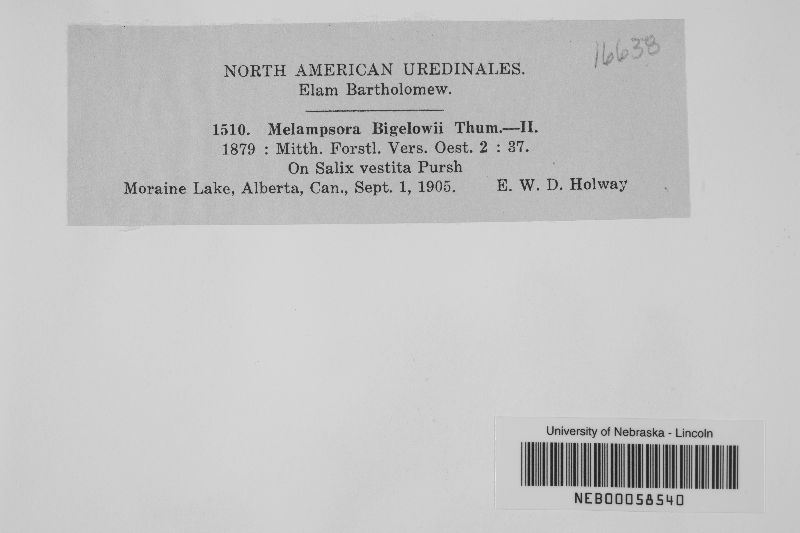 16638
NORTH AMERICAN UREDINALES.
Elam Bartholomew.
1510. Melampsora Bigelowii Thum.—II.
1879 : Mitth. Forstl. Vers. Oest. 2 : 37.
On Salix vestita Pursh
Moraine Lake, Alberta, Can., Sept. 1, 1905. E. W. D. Holway
University of Nebraska - Lincoln
NEB00058540